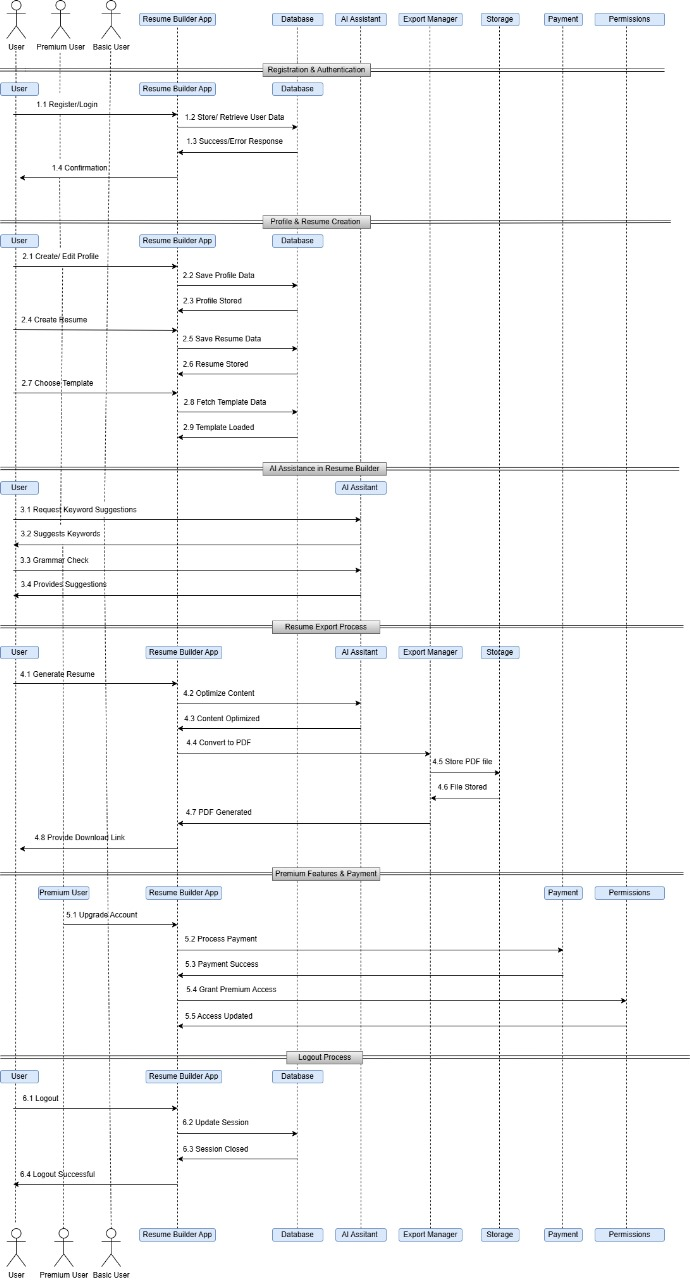 Resume Builder App
Database
AI Assistant
Export Manager
Storage
Payment
Permissions
User
Premium User
Basic User
Registration & Authentication
User
Resume Builder App
Database
1.1 Register/Login
1.2 Store/ Retrieve User Data
1.3 Success/Error Response
1.4 Confirmation
Profile & Resume Creation
User
Resume Builder App
Database
2.1 Create/ Edit Profile
2.2 Save Profile Data
2.3 Profile Stored
2.4 Create Resume
2.5 Save Resume Data
2.6 Resume Stored
2.7 Choose Template
2.8 Fetch Template Data
2.9 Template Loaded
AI Assistance in Resume Builder
User
AI Assitant
3.1 Request Keyword Suggestions
3.2 Suggests Keywords
3.3 Grammar Check
3.4 Provides Suggestions
Resume Export Process
User
Resume Builder App
AI Assitant
Export Manager
Storage
4.1 Generate Resume
4.2 Optimize Content
4.3 Content Optimized
4.4 Convert to PDF
4.5 Store PDF file
4.6 File Stored
4.7 PDF Generated
4.8 Provide Download Link
Premium Features & Payment
Premium User
Resume Builder App
Payment
Permissions
5.1 Upgrade Account
5.2 Process Payment
5.3 Payment Success
5.4 Grant Premium Access
5.5 Access Updated
Logout Process
User
Resume Builder App
Database
6.1 Logout
6.2 Update Session
6.3 Session Closed
6.4 Logout Successful
Resume Builder App
Database
AI Assitant
Export Manager
Storage
Payment
Permissions
User
Premium User
Basic User